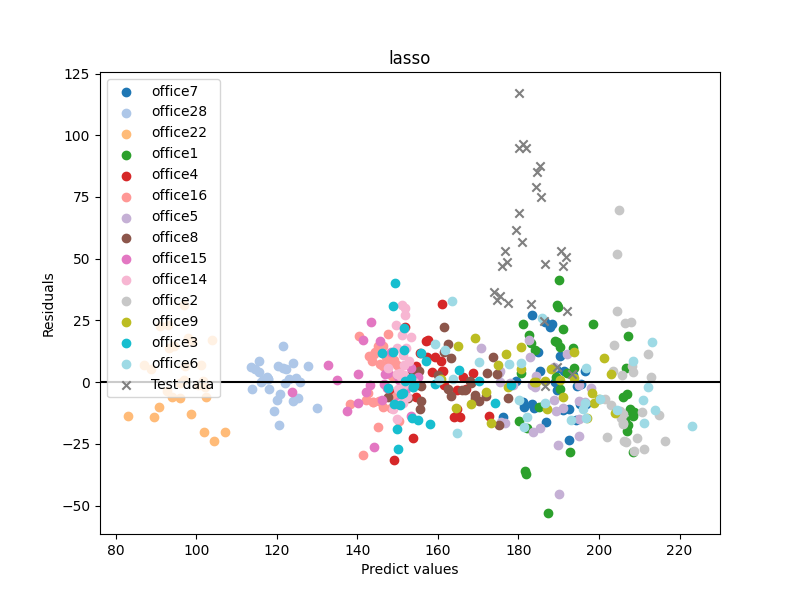 lasso
Residuals
125
100
75
50
25
0
−25
−50
office7
office28
office22
office1
office4
office16
office5
office8
office15
office14
office2
office9
office3
office6
Test data
80 100 120 140 160 180 200 220
Predict values